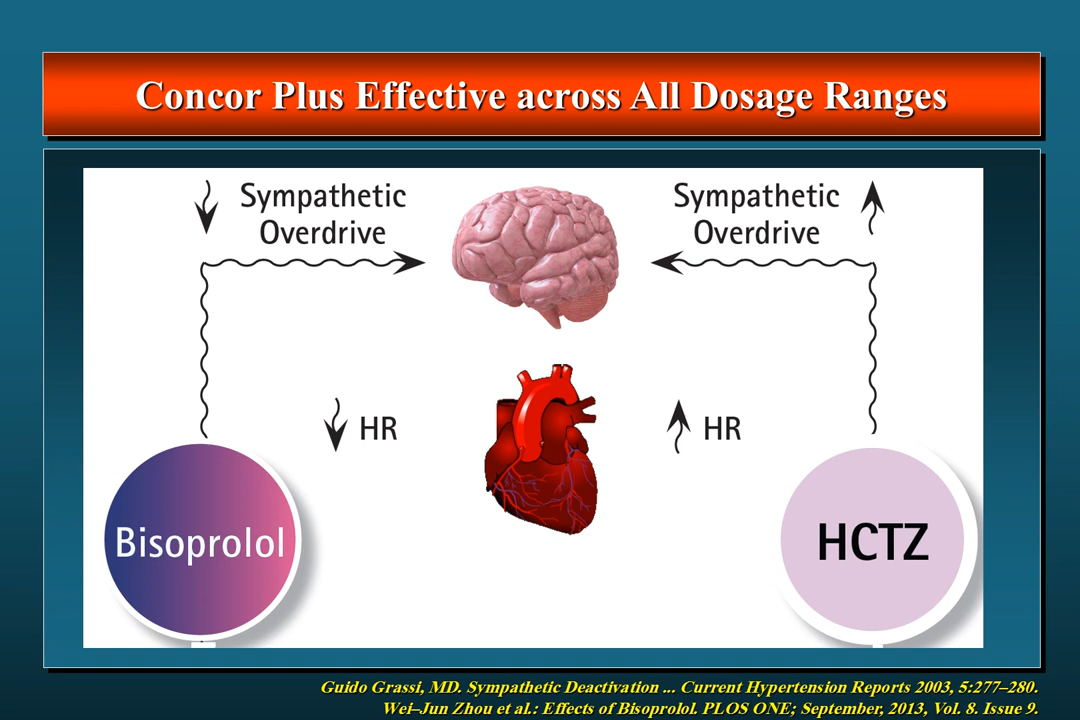 Concor Plus Effective across All Dosage Ranges
Sympathetic
Overdrive
Sympathetic
Overdrive
HR
HR
Bisoprolol
HCTZ
Guido Grassi, MD. Sympathetic Deactivation ... Current Hypertension Reports 2003, 5:277–280.
Wei–Jun Zhou et al.: Effects of Bisoprolol. PLOS ONE; September, 2013, Vol. 8. Issue 9.